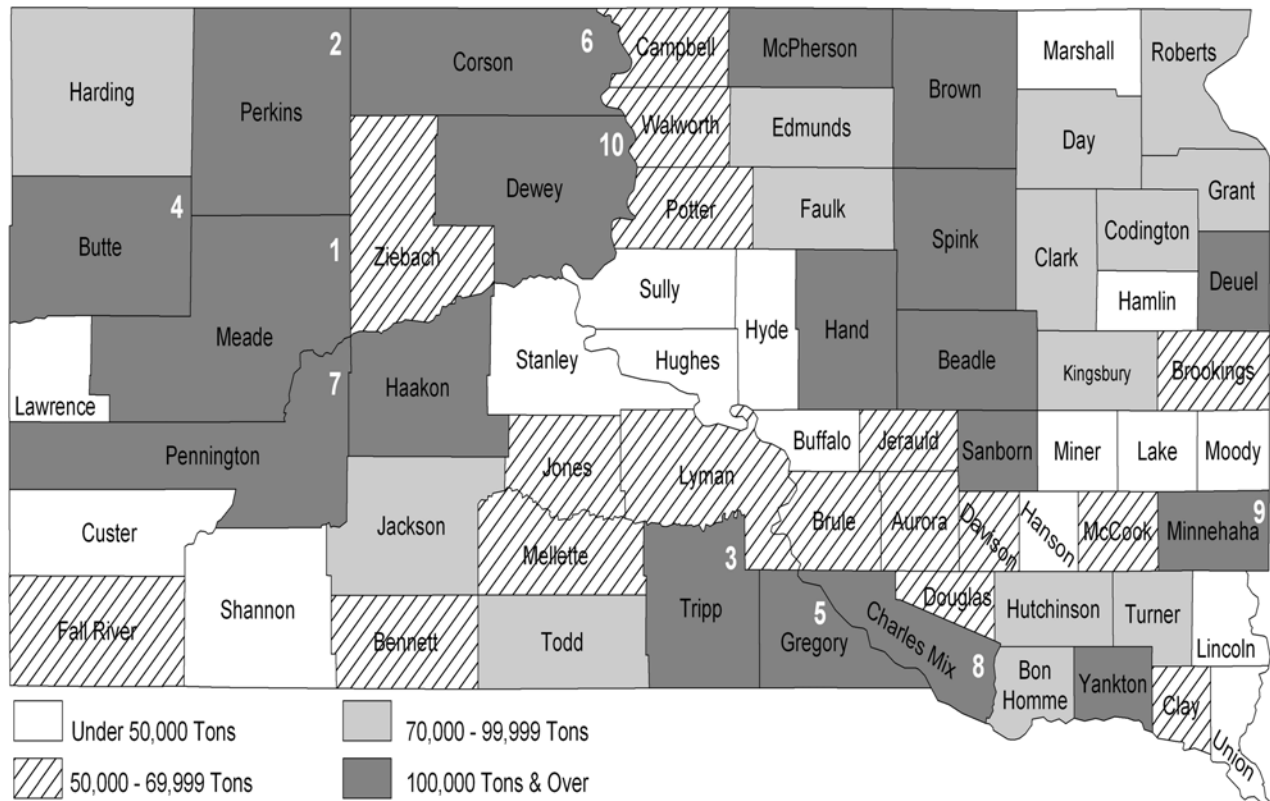 Harding
Perkins
2
Corson
6
Campbell
McPherson
Brown
Marshall
Roberts
Walworth
Edmunds
Day
Butte
4
Meade
1
Ziebach
Dewey
10
Potter
Faulk
Spink
Clark
Codington
Grant
Hamlin
Deuel
Sully
Hyde
Hand
Beadle
Kingsbury
Brookings
Lawrence
Pennington
7
Haakon
Stanley
Hughes
Buffalo
Jerauld
Sanborn
Miner
Lake
Moody
Custer
Jackson
Jones
Lyman
Brule
Aurora
Davison
Hanson
McCook
Minnehaha
9
Fall River
Shannon
Bennett
Mellette
Todd
Tripp
3
Gregory
5
Charles Mix
8
Douglas
Hutchinson
Turner
Lincoln
Bon
Homme
Yankton
Clay
Union
Under 50,000 Tons
70,000 - 99,999 Tons
50,000 - 69,999 Tons
100,000 Tons & Over